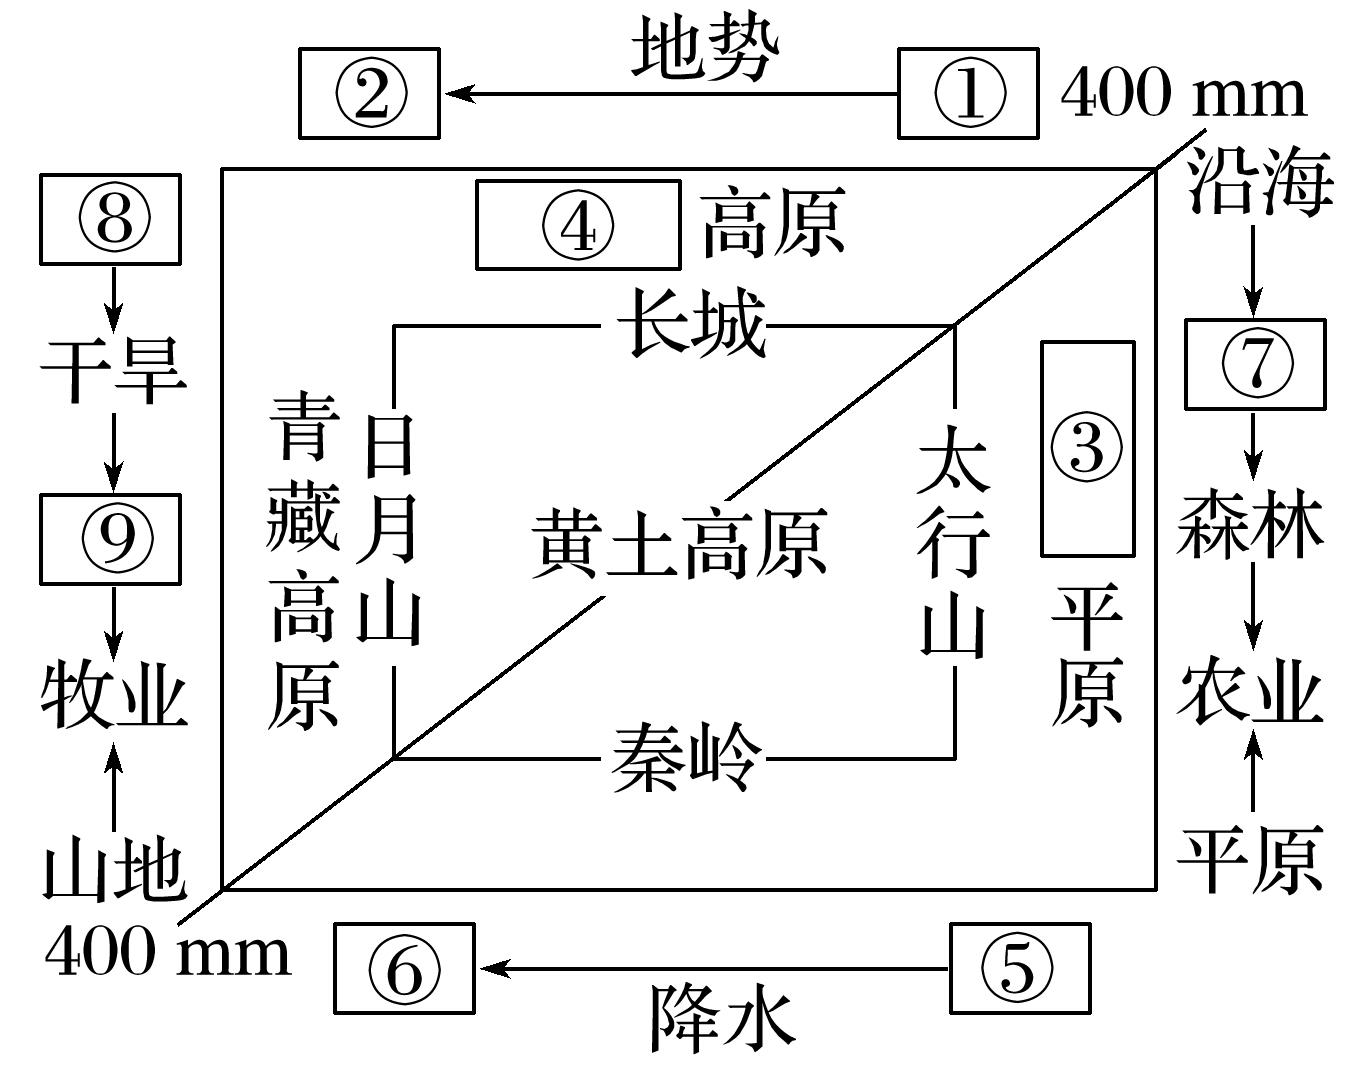 地势
②
①
400 mm
沿海
⑧
④
高原
长城
干旱
⑦
青藏高原
日月山
太行山
③
平原
黄土高原
森林
⑨
牧业
农业
秦岭
山地
平原
400 mm
⑥
⑤
降水